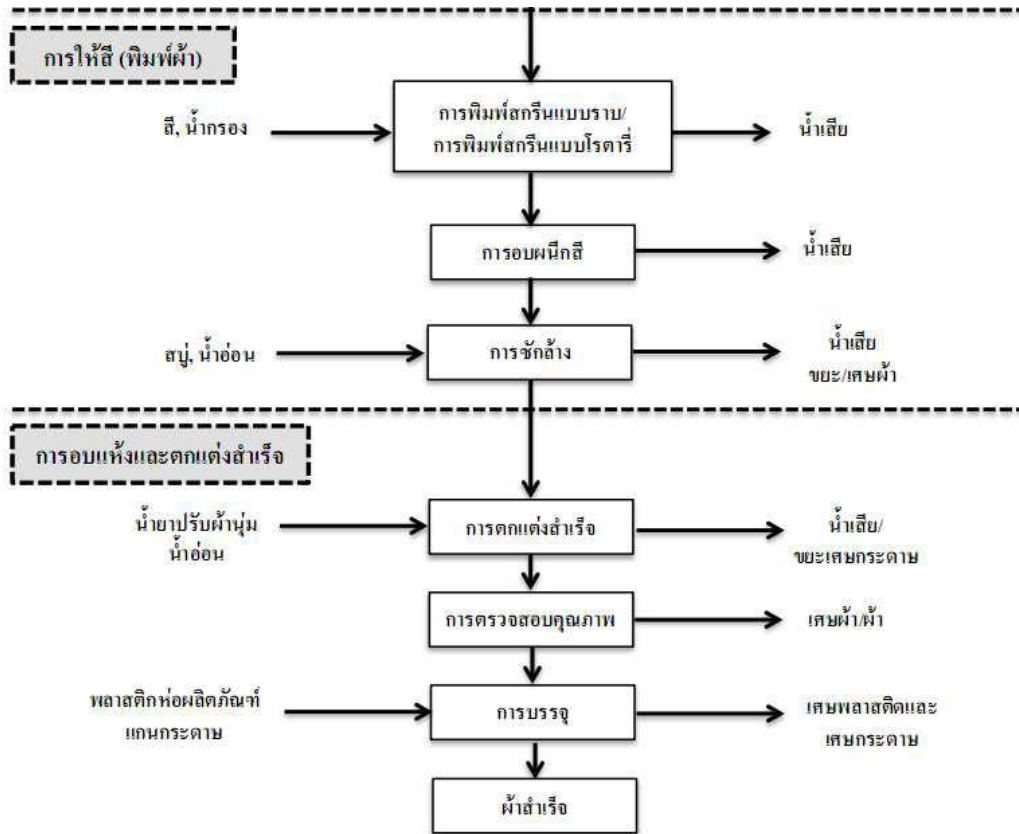 การให้สี (พิมพ์ผ้า)
สี, น้ำกรอง
การพิมพ์สกรีนแบบราบ/
การพิมพ์สกรีนแบบโรตารี่
น้ำเสีย
การอบผนึกสี
น้ำเสีย
สบู่, น้ำอ่อน
การซักล้าง
น้ำเสีย
ขยะ/เศษผ้า
การอบแห้งและตกแต่งสำเร็จ
น้ำยาปรับผ้านุ่ม
น้ำอ่อน
การตกแต่งสำเร็จ
น้ำเสีย/
ขยะเศษกระดาษ
การตรวจสอบคุณภาพ
เศษผ้า/ผ้า
พลาสติกห่อผลิตภัณฑ์
แกนกระดาษ
การบรรจุ
เศษพลาสติดและ
เศษกระดาษ
ผ้าสำเร็จ